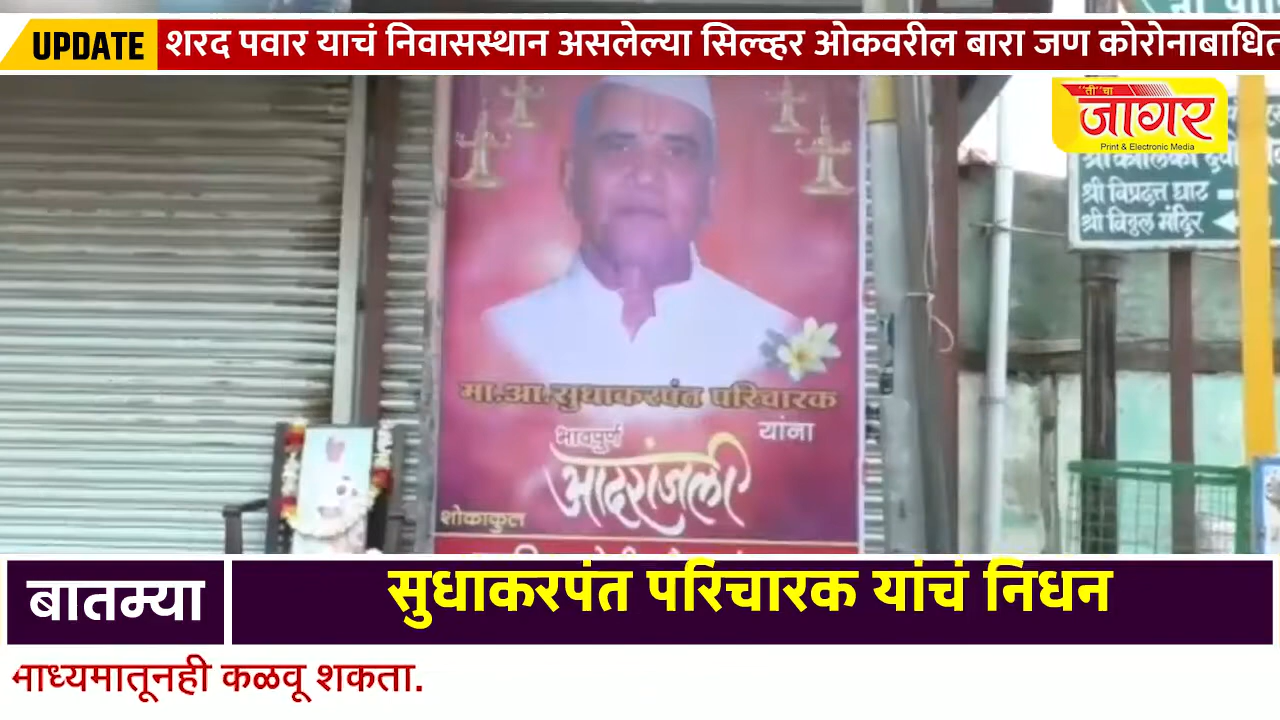 UPDATE शरद पवार याचं निवासस्थान असलेल्या सिल्व्हर ओकवरील बारा जण कोरोनाबाधित
"ती"चा
जागर
Print & Electronic Media
श्री विप्रदत्त घाट
श्री विठ्ठल मंदिर
मा.आ.सुधाकरपंत परिचारक
भावपुर्ण यांना
आदरांजली
शोकाकुल
बातम्या सुधाकरपंत परिचारक यांचं निधन
माध्यमातूनही कळवू शकता.